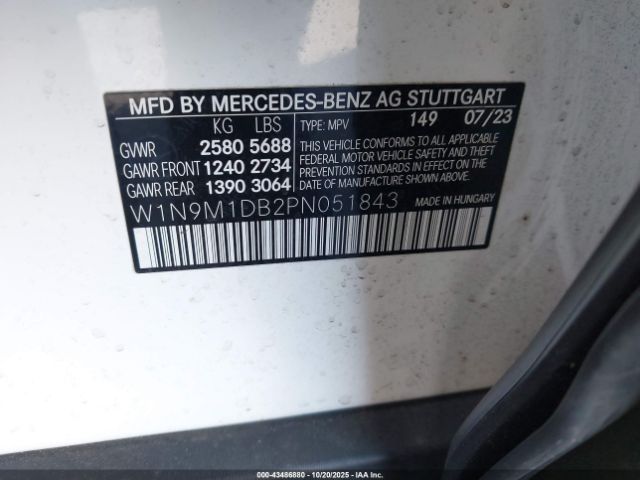 MFD BY MERCEDES-BENZ AG STUTTGART
KG LBS TYPE: MPV 149 07/23
GVWR 2580 5688
GAWR FRONT 1240 2734
GAWR REAR 1390 3064
THIS VEHICLE CONFORMS TO ALL APPLICABLE
FEDERAL MOTOR VEHICLE SAFETY AND THEFT
PREVENTION STANDARDS IN EFFECT ON THE DATE
OF MANUFACTURE SHOWN ABOVE.
W1N9M1DB2PN051843 MADE IN HUNGARY
000-43486880 - 10/20/2025 - IAA, Inc.